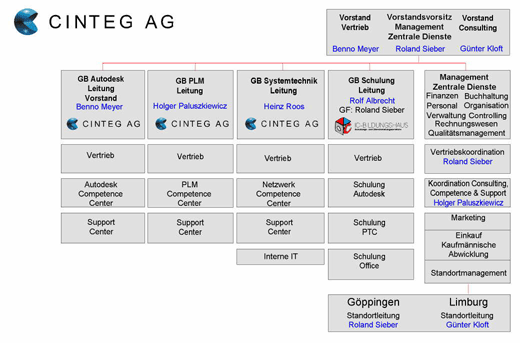 CINTEG AG
Vorstand
Vertrieb
Benno Meyer
Vorstandsvorsitz
Management
Zentrale Dienste
Roland Sieber
Vorstand
Consulting
Günter Kloft
GB Autodesk
Leitung
Vorstand
Benno Meyer
CINTEG AG
GB PLM
Leitung
Holger Paluszkiewicz
CINTEG AG
GB Systemtechnik
Leitung
Heinz Roos
CINTEG AG
GB Schulung
Leitung
Rolf Albrecht
GF: Roland Sieber
IC-BILDUNGSHAUS
Management
Zentrale Dienste
Finanzen Buchhaltung
Personal Organisation
Verwaltung Controlling
Rechnungswesen
Qualitätsmanagement
Vertrieb
Vertrieb
Vertrieb
Vertrieb
Vertriebskoordination
Roland Sieber
Autodesk
Competence
Center
PLM
Competence
Center
Netzwerk
Competence
Center
Schulung
Autodesk
Koordination Consulting,
Competence & Support
Holger Paluszkiewicz
Support
Center
Support
Center
Support
Center
Schulung
PTC
Marketing
Einkauf
Kaufmännische
Abwicklung
Interne IT
Schulung
Office
Standortmanagement
Göppingen
Standortleitung
Roland Sieber
Limburg
Standortleitung
Günter Kloft